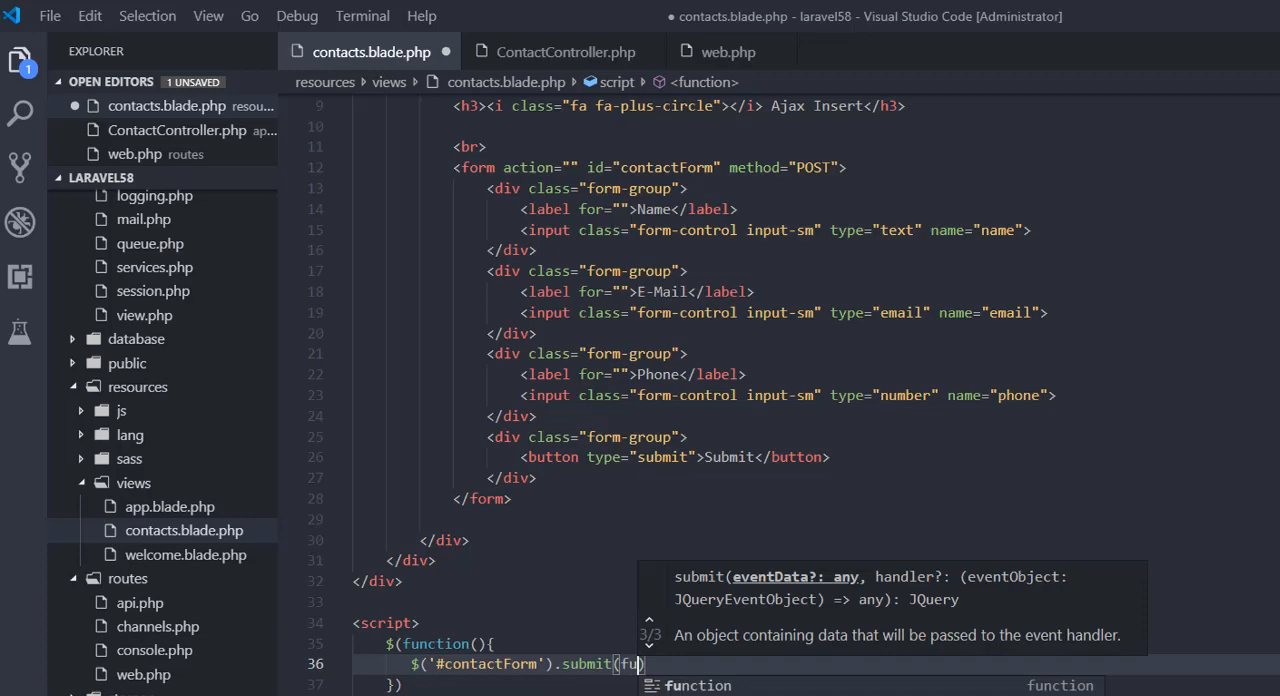 File Edit Selection View Go Debug Terminal Help
● contacts.blade.php - laravel58 - Visual Studio Code [Administrator]
EXPLORER
contacts.blade.php ●
ContactController.php
web.php
1
OPEN EDITORS 1 UNSAVED
contacts.blade.php resou...
ContactController.php ap...
web.php routes
LARAVEL58
logging.php
mail.php
queue.php
services.php
session.php
view.php
database
public
resources
js
lang
sass
views
app.blade.php
contacts.blade.php
welcome.blade.php
routes
api.php
channels.php
console.php
web.php
resources views contacts.blade.php script <function>
9 <h3><i class="fa fa-plus-circle"></i> Ajax Insert</h3>
10
11 <br>
12 <form action="" id="contactForm" method="POST">
13 <div class="form-group">
14 <label for="">Name</label>
15 <input class="form-control input-sm" type="text" name="name">
16 </div>
17 <div class="form-group">
18 <label for="">E-Mail</label>
19 <input class="form-control input-sm" type="email" name="email">
20 </div>
21 <div class="form-group">
22 <label for="">Phone</label>
23 <input class="form-control input-sm" type="number" name="phone">
24 </div>
25 <div class="form-group">
26 <button type="submit">Submit</button>
27 </div>
28 </form>
29
30 </div>
31 </div>
32 </div>
33
34 <script>
35 $(function(){
36 $('#contactForm').submit(fu)
37 })
submit(eventData?: any, handler?: (eventObject:
JQueryEventObject) => any): JQuery
3/3 An object containing data that will be passed to the event handler.
function function